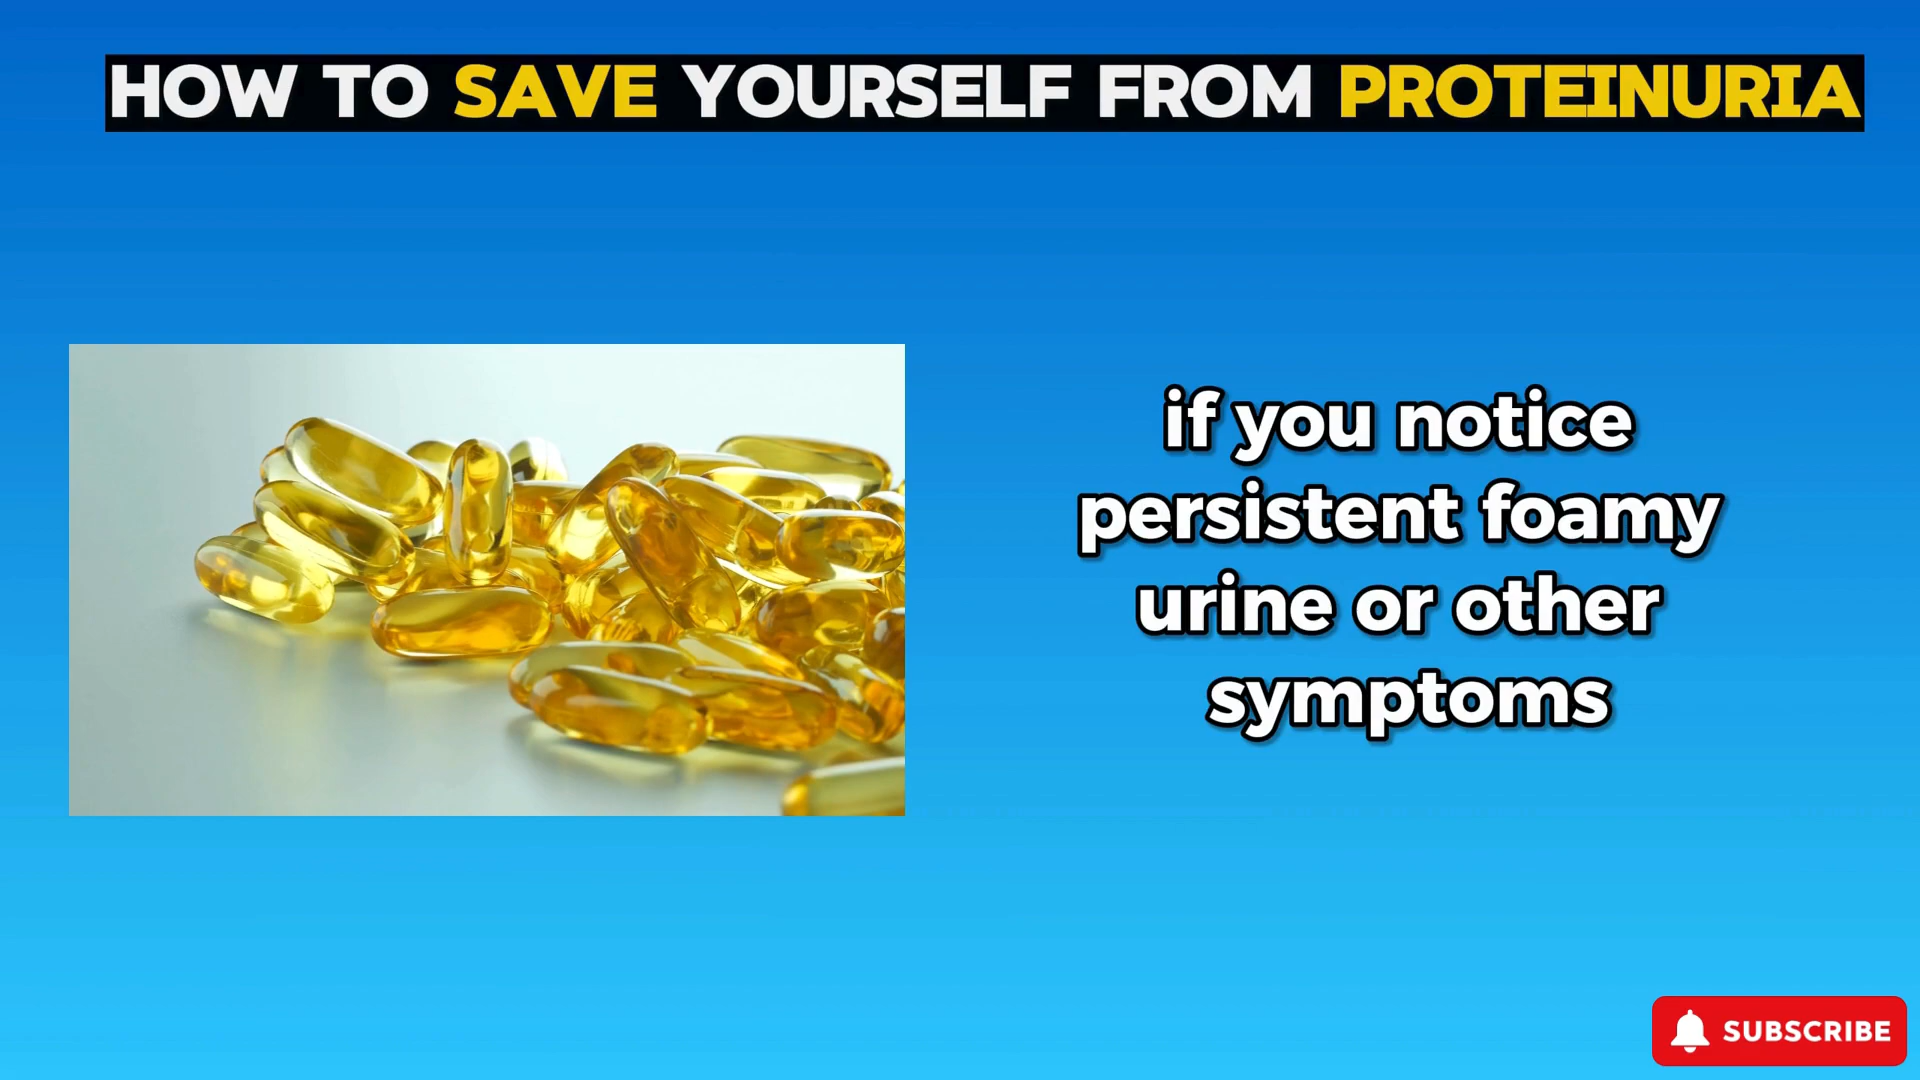 HOW TO SAVE YOURSELF FROM PROTEINURIA
if you notice
persistent foamy
urine or other
symptoms
SUBSCRIBE